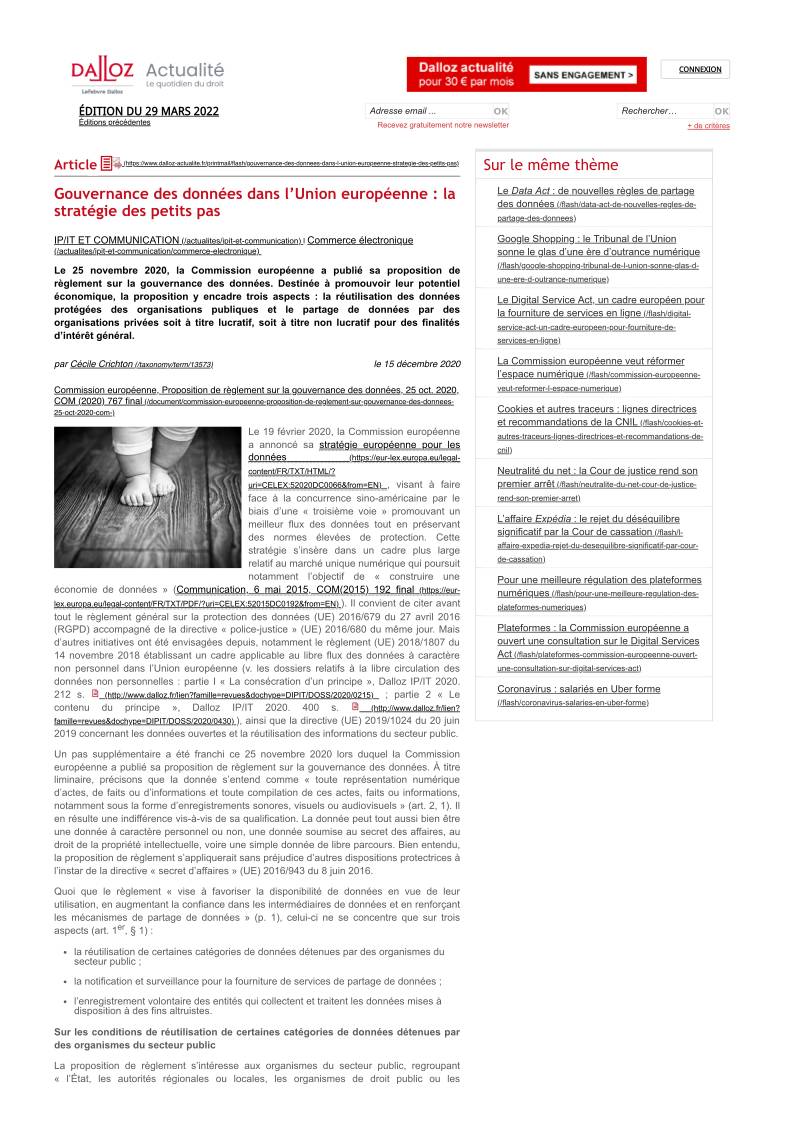 DALLOZ Actualité
Le quotidien du droit
Lefebvre Dalloz
Dalloz actualité
pour 30 € par mois
SANS ENGAGEMENT >
CONNEXION
ÉDITION DU 29 MARS 2022
Éditions précédentes
Adresse email ... OK
Recevez gratuitement notre newsletter
Rechercher… OK
+ de critères
Article (https://www.dalloz-actualite.fr/printmail/flash/gouvernance-des-donnees-dans-l-union-europeenne-strategie-des-petits-pas)
Gouvernance des données dans l’Union européenne : la
stratégie des petits pas
IP/IT ET COMMUNICATION (/actualites/ipit-et-communication) | Commerce électronique
(/actualites/ipit-et-communication/commerce-electronique)
Le 25 novembre 2020, la Commission européenne a publié sa proposition de
règlement sur la gouvernance des données. Destinée à promouvoir leur potentiel
économique, la proposition y encadre trois aspects : la réutilisation des données
protégées des organisations publiques et le partage de données par des
organisations privées soit à titre lucratif, soit à titre non lucratif pour des finalités
d’intérêt général.
par Cécile Crichton (/taxonomy/term/13573) le 15 décembre 2020
Commission européenne, Proposition de règlement sur la gouvernance des données, 25 oct. 2020,
COM (2020) 767 final (/document/commission-europeenne-proposition-de-reglement-sur-gouvernance-des-donnees-
25-oct-2020-com-)
Le 19 février 2020, la Commission européenne
a annoncé sa stratégie européenne pour les
données (https://eur-lex.europa.eu/legal-
content/FR/TXT/HTML/?
uri=CELEX:52020DC0066&from=EN) , visant à faire
face à la concurrence sino-américaine par le
biais d’une « troisième voie » promouvant un
meilleur flux des données tout en préservant
des normes élevées de protection. Cette
stratégie s’insère dans un cadre plus large
relatif au marché unique numérique qui poursuit
notamment l’objectif de « construire une
économie de données » (Communication, 6 mai 2015, COM(2015) 192 final (https://eur-
lex.europa.eu/legal-content/FR/TXT/PDF/?uri=CELEX:52015DC0192&from=EN) ). Il convient de citer avant
tout le règlement général sur la protection des données (UE) 2016/679 du 27 avril 2016
(RGPD) accompagné de la directive « police-justice » (UE) 2016/680 du même jour. Mais
d’autres initiatives ont été envisagées depuis, notamment le règlement (UE) 2018/1807 du
14 novembre 2018 établissant un cadre applicable au libre flux des données à caractère
non personnel dans l’Union européenne (v. les dossiers relatifs à la libre circulation des
données non personnelles : partie I « La consécration d’un principe », Dalloz IP/IT 2020.
212 s. (http://www.dalloz.fr/lien?famille=revues&dochype=DIPIT/DOSS/2020/0215) ; partie 2 « Le
contenu du principe », Dalloz IP/IT 2020. 400 s. (http://www.dalloz.fr/lien?
famille=revues&dochype=DIPIT/DOSS/2020/0430) ), ainsi que la directive (UE) 2019/1024 du 20 juin
2019 concernant les données ouvertes et la réutilisation des informations du secteur public.
Un pas supplémentaire a été franchi ce 25 novembre 2020 lors duquel la Commission
européenne a publié sa proposition de règlement sur la gouvernance des données. À titre
liminaire, précisons que la donnée s’entend comme « toute représentation numérique
d’actes, de faits ou d’informations et toute compilation de ces actes, faits ou informations,
notamment sous la forme d’enregistrements sonores, visuels ou audiovisuels » (art. 2, 1). Il
en résulte une indifférence vis-à-vis de sa qualification. La donnée peut tout aussi bien être
une donnée à caractère personnel ou non, une donnée soumise au secret des affaires, au
droit de la propriété intellectuelle, voire une simple donnée de libre parcours. Bien entendu,
la proposition de règlement s’appliquerait sans préjudice d’autres dispositions protectrices à
l’instar de la directive « secret d’affaires » (UE) 2016/943 du 8 juin 2016.
Quoi que le règlement « vise à favoriser la disponibilité de données en vue de leur
utilisation, en augmentant la confiance dans les intermédiaires de données et en renforçant
les mécanismes de partage de données » (p. 1), celui-ci ne se concentre que sur trois
aspects (art. 1er, § 1) :
• la réutilisation de certaines catégories de données détenues par des organismes du
secteur public ;
• la notification et surveillance pour la fourniture de services de partage de données ;
• l’enregistrement volontaire des entités qui collectent et traitent les données mises à
disposition à des fins altruistes.
Sur les conditions de réutilisation de certaines catégories de données détenues par
des organismes du secteur public
La proposition de règlement s’intéresse aux organismes du secteur public, regroupant
« l’État, les autorités régionales ou locales, les organismes de droit public ou les
Sur le même thème
Le Data Act : de nouvelles règles de partage
des données (/flash/data-act-de-nouvelles-regles-de-
partage-des-donnees)
Google Shopping : le Tribunal de l’Union
sonne le glas d’une ère d’outrance numérique
(/flash/google-shopping-tribunal-de-l-union-sonne-glas-d-
une-ere-d-outrance-numerique)
Le Digital Service Act, un cadre européen pour
la fourniture de services en ligne (/flash/digital-
service-act-un-cadre-europeen-pour-fourniture-de-
services-en-ligne)
La Commission européenne veut réformer
l’espace numérique (/flash/commission-europeenne-
veut-reformer-l-espace-numerique)
Cookies et autres traceurs : lignes directrices
et recommandations de la CNIL (/flash/cookies-et-
autres-traceurs-lignes-directrices-et-recommandations-de-
cnil)
Neutralité du net : la Cour de justice rend son
premier arrêt (/flash/neutralite-du-net-cour-de-justice-
rend-son-premier-arret)
L’affaire Expédia : le rejet du déséquilibre
significatif par la Cour de cassation (/flash/l-
affaire-expedia-rejet-du-desequilibre-significatif-par-cour-
de-cassation)
Pour une meilleure régulation des plateformes
numériques (/flash/pour-une-meilleure-regulation-des-
plateformes-numeriques)
Plateformes : la Commission européenne a
ouvert une consultation sur le Digital Services
Act (/flash/plateformes-commission-europeenne-ouvert-
une-consultation-sur-digital-services-act)
Coronavirus : salariés en Uber forme
(/flash/coronavirus-salaries-en-uber-forme)